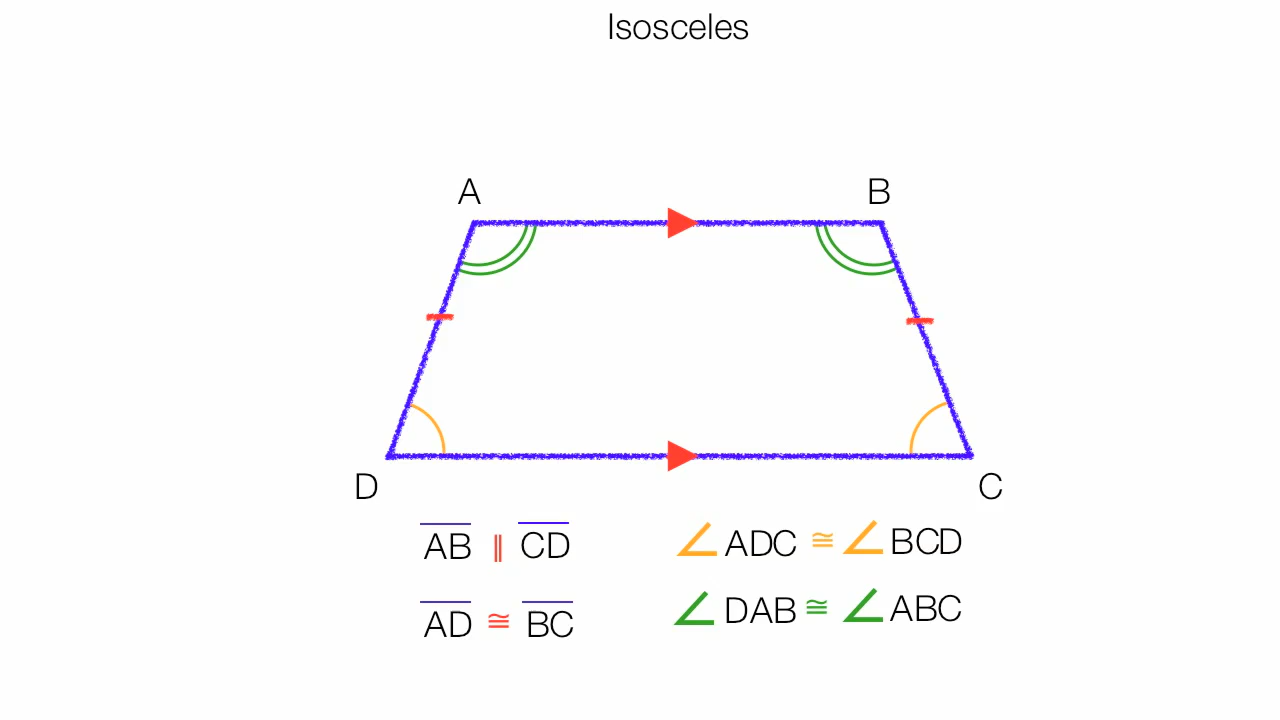 Isosceles
A B
D C
AB ∥ CD ∠ADC ≅ ∠BCD
AD ≅ BC ∠DAB ≅ ∠ABC